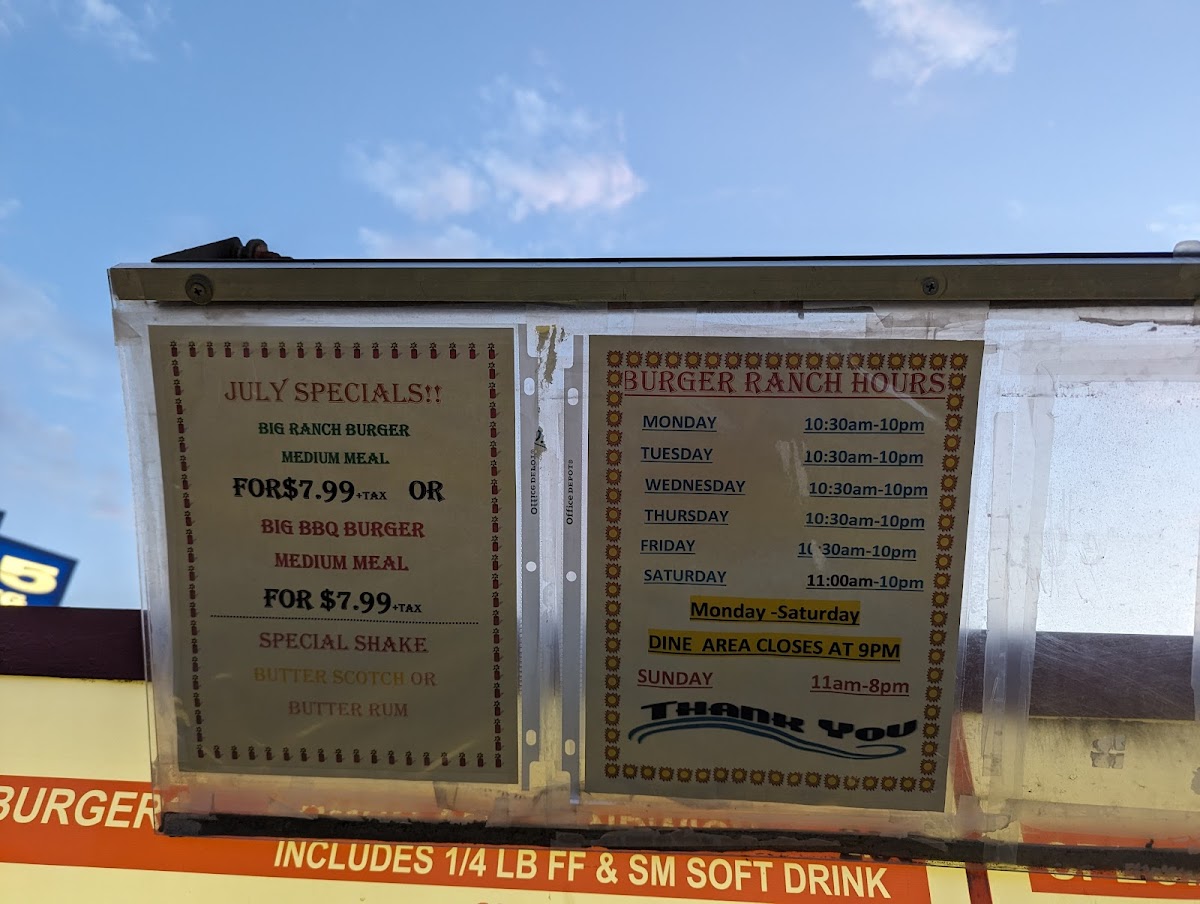 JULY SPECIALS!!
BIG RANCH BURGER
MEDIUM MEAL
FOR$7.99+TAX OR
BIG BBQ BURGER
MEDIUM MEAL
FOR $7.99+TAX
SPECIAL SHAKE
BUTTER SCOTCH OR
BUTTER RUM
Office DEPOT
Office DEPOT
BURGER RANCH HOURS
MONDAY 10:30am-10pm
TUESDAY 10:30am-10pm
WEDNESDAY 10:30am-10pm
THURSDAY 10:30am-10pm
FRIDAY 10:30am-10pm
SATURDAY 11:00am-10pm
Monday -Saturday
DINE AREA CLOSES AT 9PM
SUNDAY 11am-8pm
THANK YOU
5
BURGER
INCLUDES 1/4 LB FF & SM SOFT DRINK